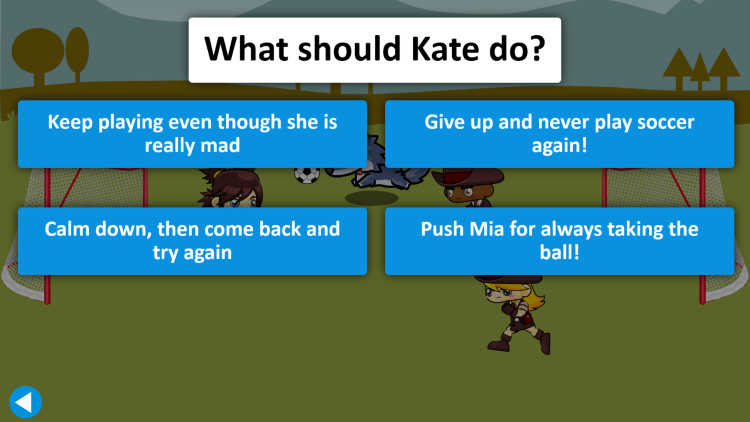 What should Kate do?
Keep playing even though she is
really mad
Give up and never play soccer
again!
Calm down, then come back and
try again
Push Mia for always taking the
ball!